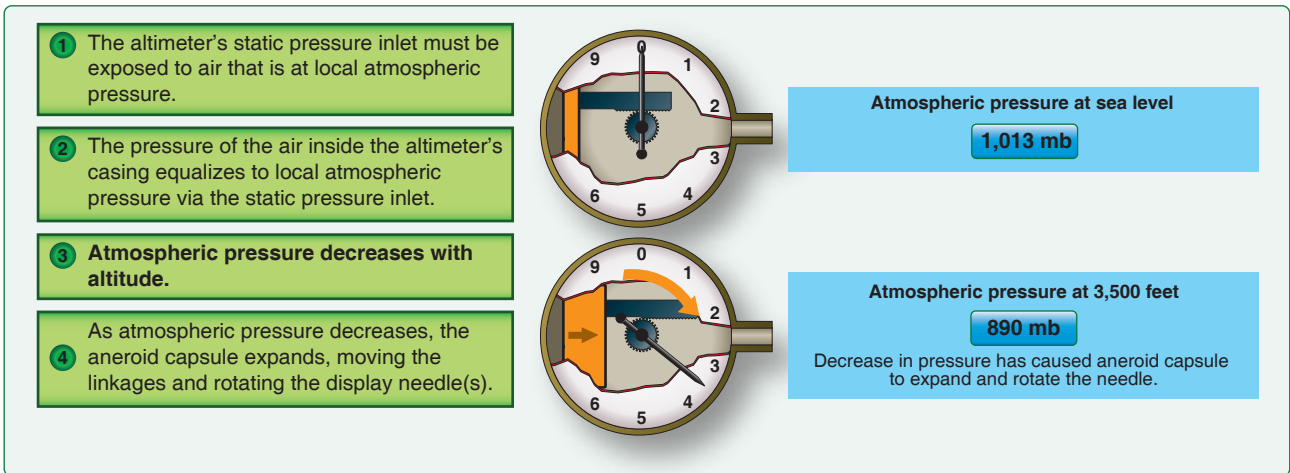 1 The altimeter's static pressure inlet must be
exposed to air that is at local atmospheric
pressure.
2 The pressure of the air inside the altimeter's
casing equalizes to local atmospheric
pressure via the static pressure inlet.
3 Atmospheric pressure decreases with
altitude.
4 As atmospheric pressure decreases, the
aneroid capsule expands, moving the
linkages and rotating the display needle(s).
0
9 1
2
3
6 4
5
Atmospheric pressure at sea level
1,013 mb
0
9 1
2
3
6 4
5
Atmospheric pressure at 3,500 feet
890 mb
Decrease in pressure has caused aneroid capsule
to expand and rotate the needle.